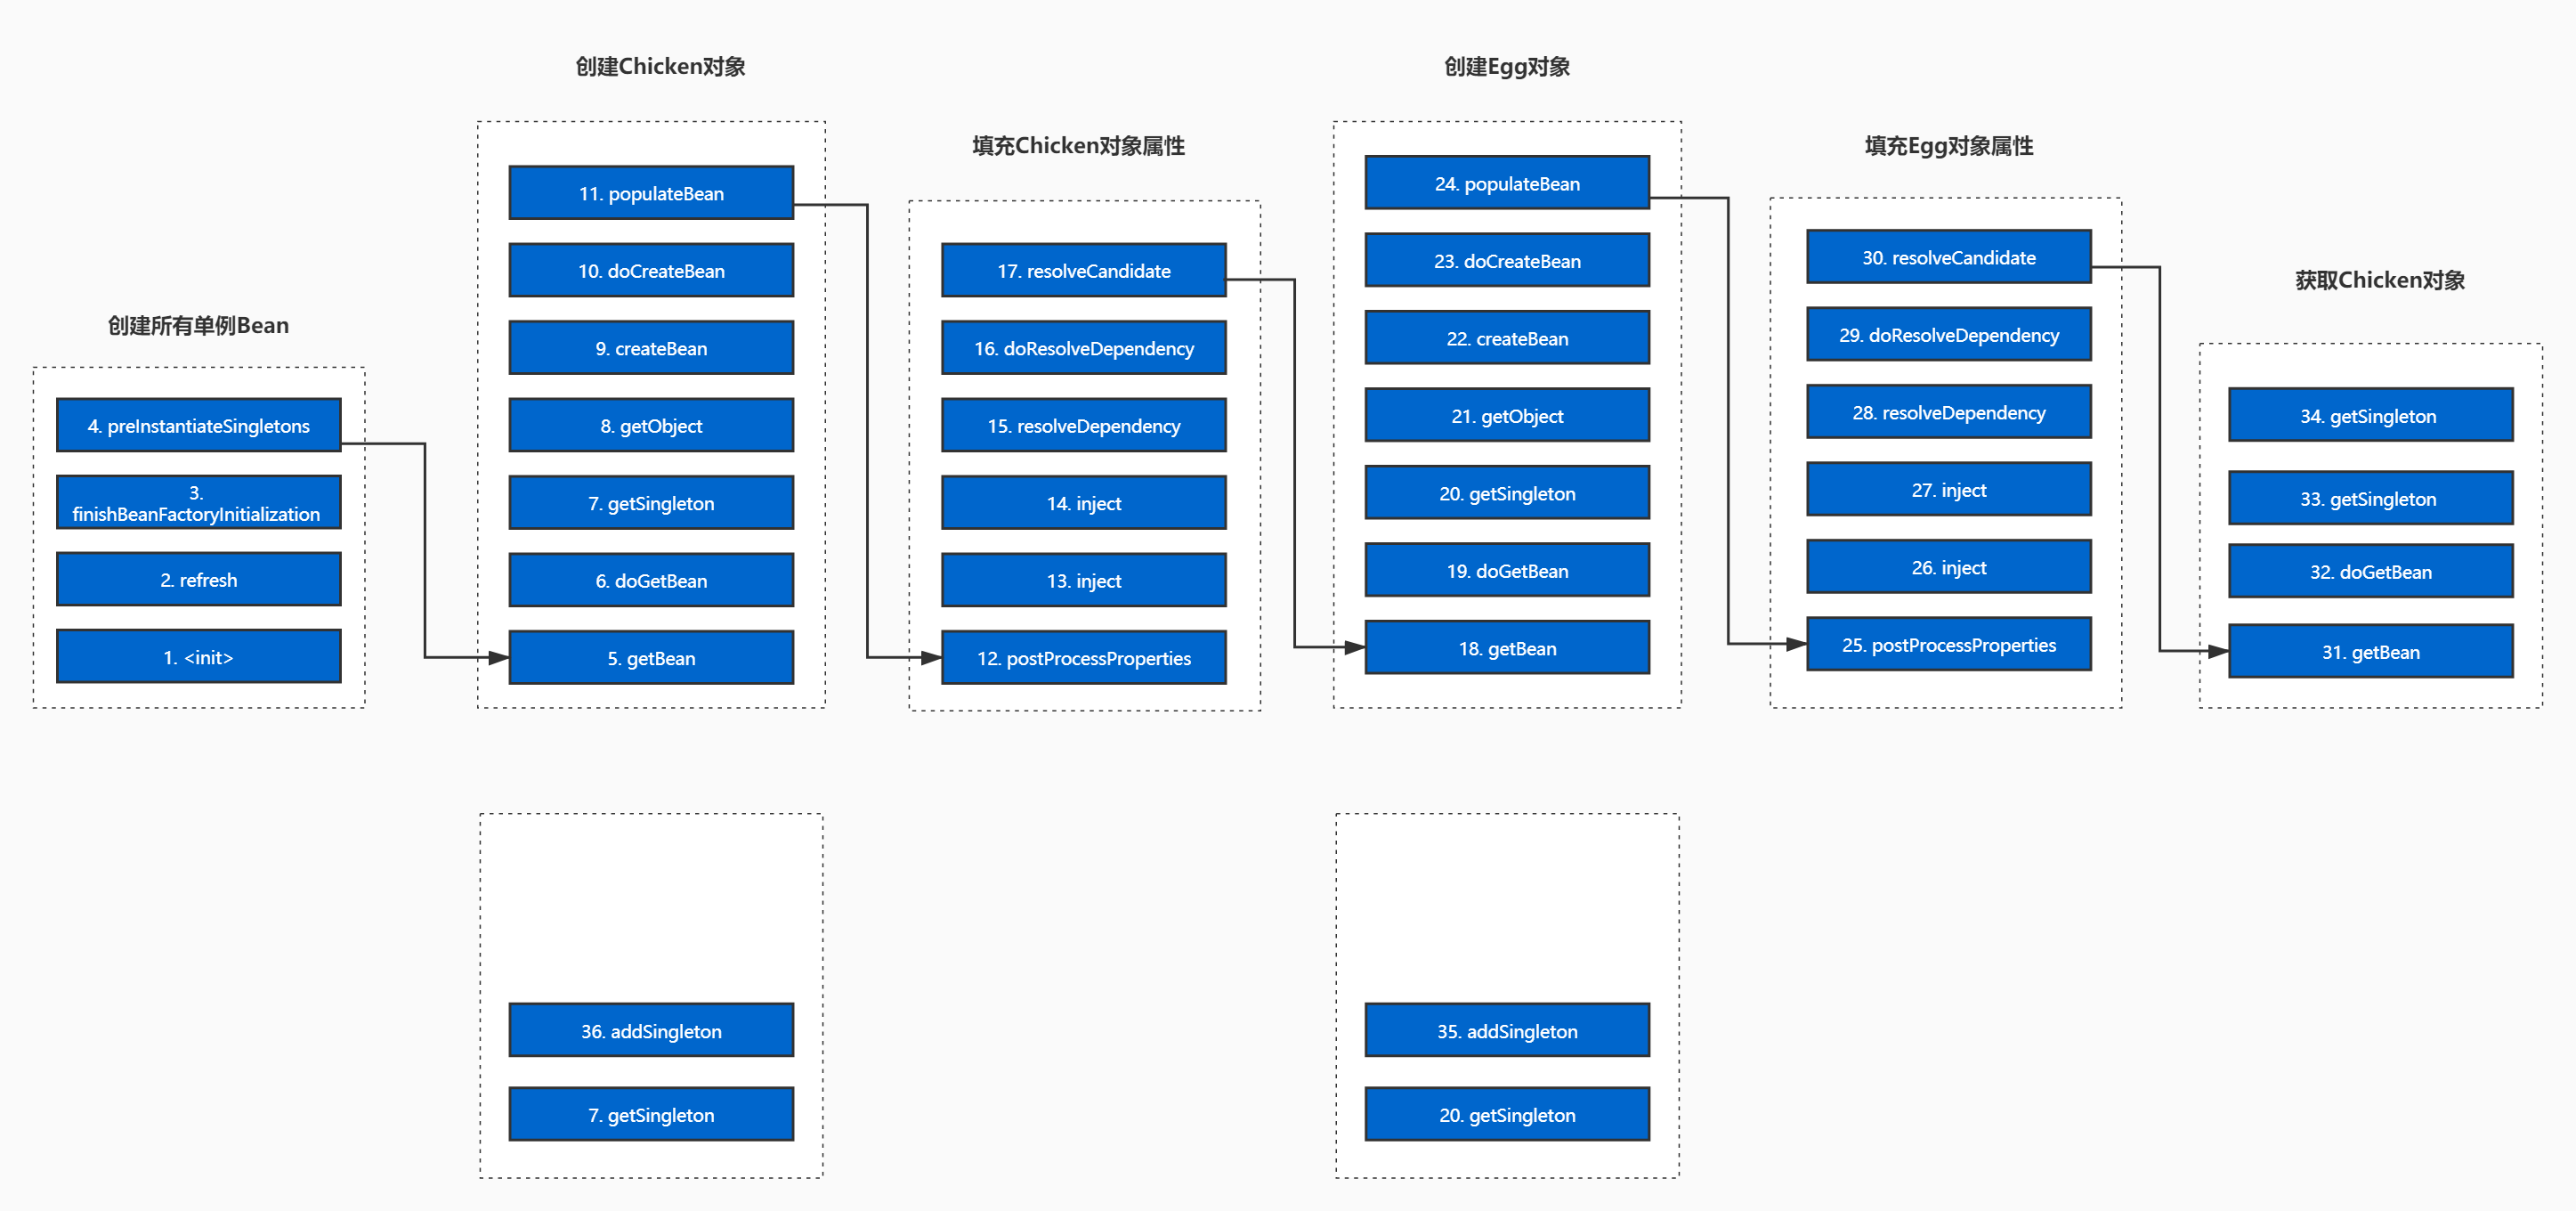 创建所有单例Bean
4. preInstantiateSingletons
3.
finishBeanFactoryInitialization
2. refresh
1. <init>
创建Chicken对象
11. populateBean
10. doCreateBean
9. createBean
8. getObject
7. getSingleton
6. doGetBean
5. getBean
填充Chicken对象属性
17. resolveCandidate
16. doResolveDependency
15. resolveDependency
14. inject
13. inject
12. postProcessProperties
创建Egg对象
24. populateBean
23. doCreateBean
22. createBean
21. getObject
20. getSingleton
19. doGetBean
18. getBean
填充Egg对象属性
30. resolveCandidate
29. doResolveDependency
28. resolveDependency
27. inject
26. inject
25. postProcessProperties
获取Chicken对象
34. getSingleton
33. getSingleton
32. doGetBean
31. getBean
36. addSingleton
7. getSingleton
35. addSingleton
20. getSingleton